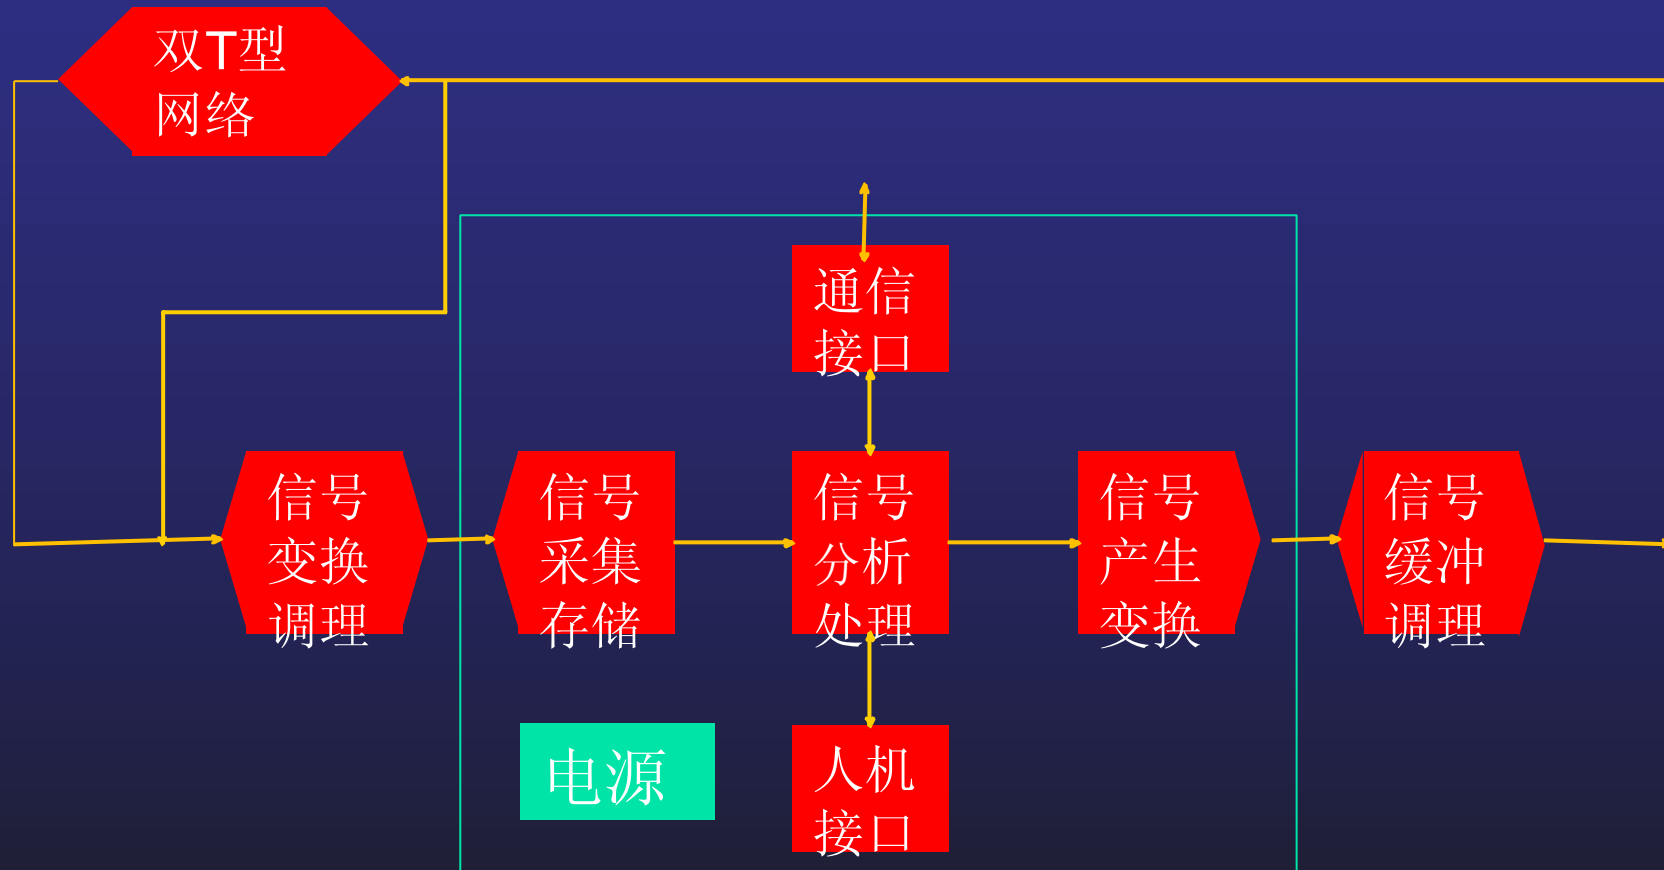 双T型
网络
通信
接口
信号
变换
调理
信号
采集
存储
信号
分析
处理
信号
产生
变换
信号
缓冲
调理
电源
人机
接口